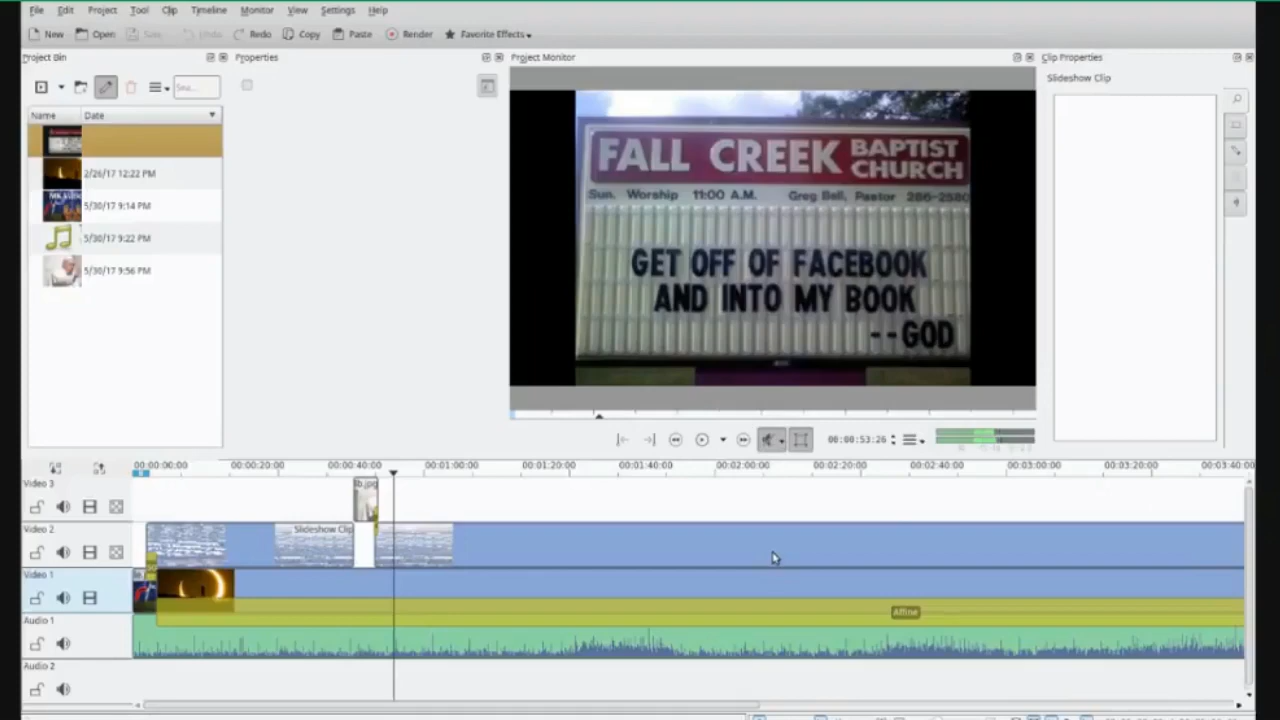 File Edit Project Tool Clip Timeline Monitor View Settings Help
New Open Save Undo Redo Copy Paste Render Favorite Effects
Project Bin
Properties
Project Monitor
Clip Properties
Slideshow Clip
Sea...
Name Date
2/26/17 12:22 PM
5/30/17 9:14 PM
5/30/17 9:22 PM
5/30/17 9:56 PM
FALL CREEK BAPTIST CHURCH
Sun. Worship 11:00 A.M. Greg Bell, Pastor 286-2580
GET OFF OF FACEBOOK
AND INTO MY BOOK
--GOD
00:00:53:26
00:00:00:00 00:00:20:00 00:00:40:00 00:01:00:00 00:01:20:00 00:01:40:00 00:02:00:00 00:02:20:00 00:02:40:00 00:03:00:00 00:03:20:00 00:03:40:00
Video 3
lb.jpg
Video 2
Slideshow Clip
Video 1
Affine
Audio 1
Audio 2